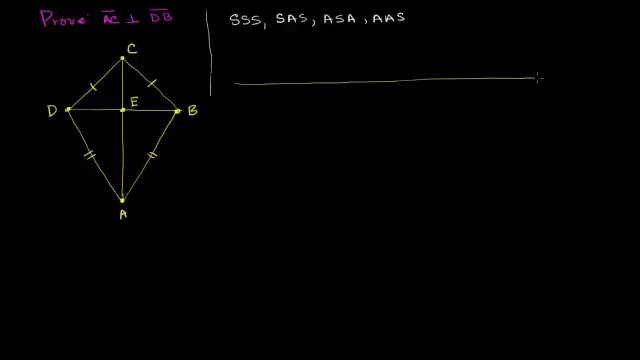 Prove: AC ⊥ DB
SSS, SAS, ASA, AAS
C
D E B
A